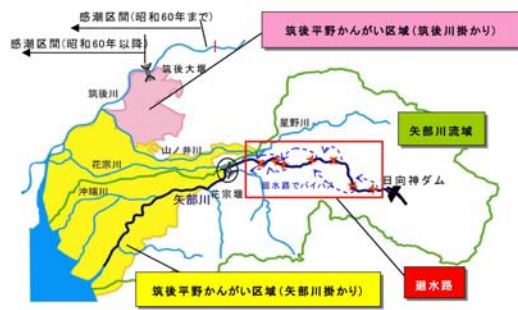 感潮区間(昭和60年まで)
感潮区間(昭和60年以降)
筑後平野かんがい区域(筑後川掛かり)
筑後大堰
筑後川
星野川
矢部川流域
山ノ井川
花宗川
日向神ダム
沖端川
廻水路でバイパス
矢部川
花宗堰
筑後平野かんがい区域(矢部川掛かり)
廻水路